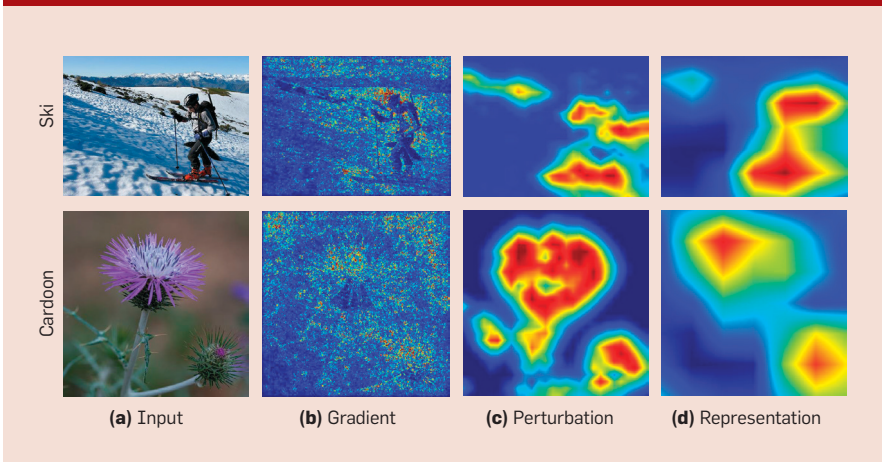 Ski
Cardoon
(a) Input
(b) Gradient
(c) Perturbation
(d) Representation